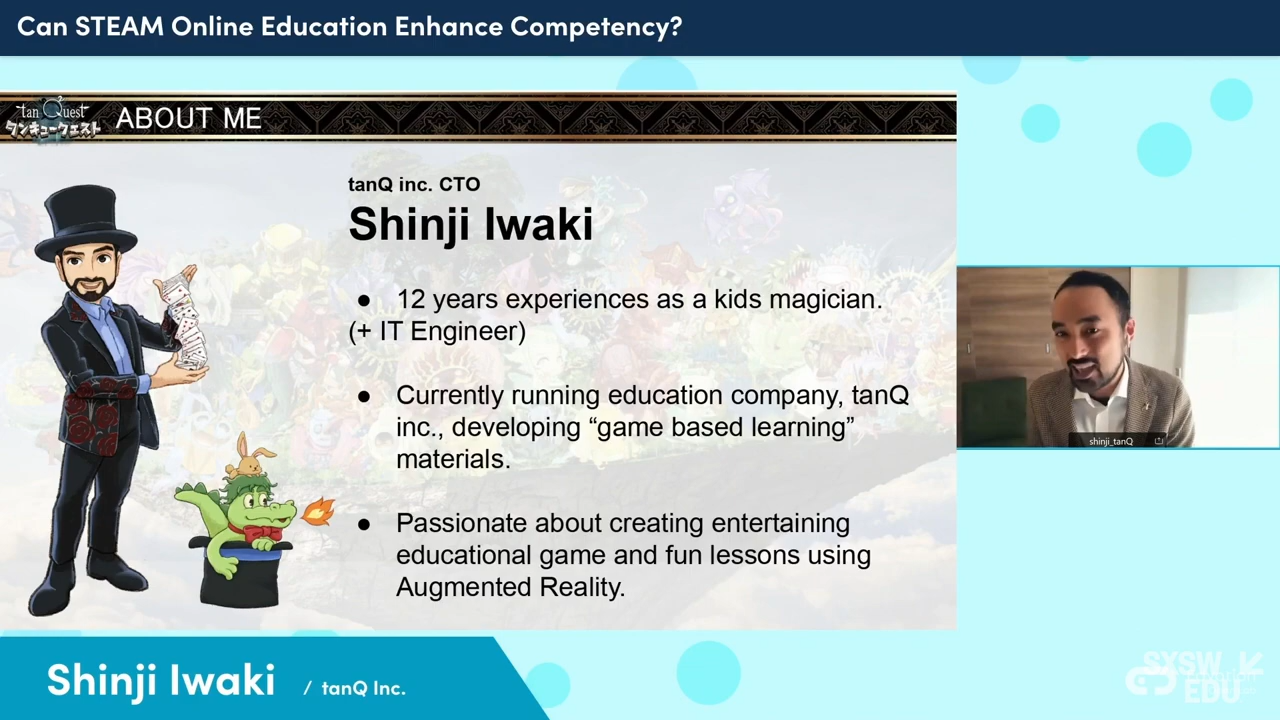 Can STEAM Online Education Enhance Competency?
tanQuest
タンキュークエスト
ABOUT ME
tanQ inc. CTO
Shinji Iwaki
● 12 years experiences as a kids magician.
(+ IT Engineer)
● Currently running education company, tanQ
inc., developing “game based learning”
materials.
● Passionate about creating entertaining
educational game and fun lessons using
Augmented Reality.
shinji_tanQ
Shinji Iwaki / tanQ Inc.
SXSW
EDU